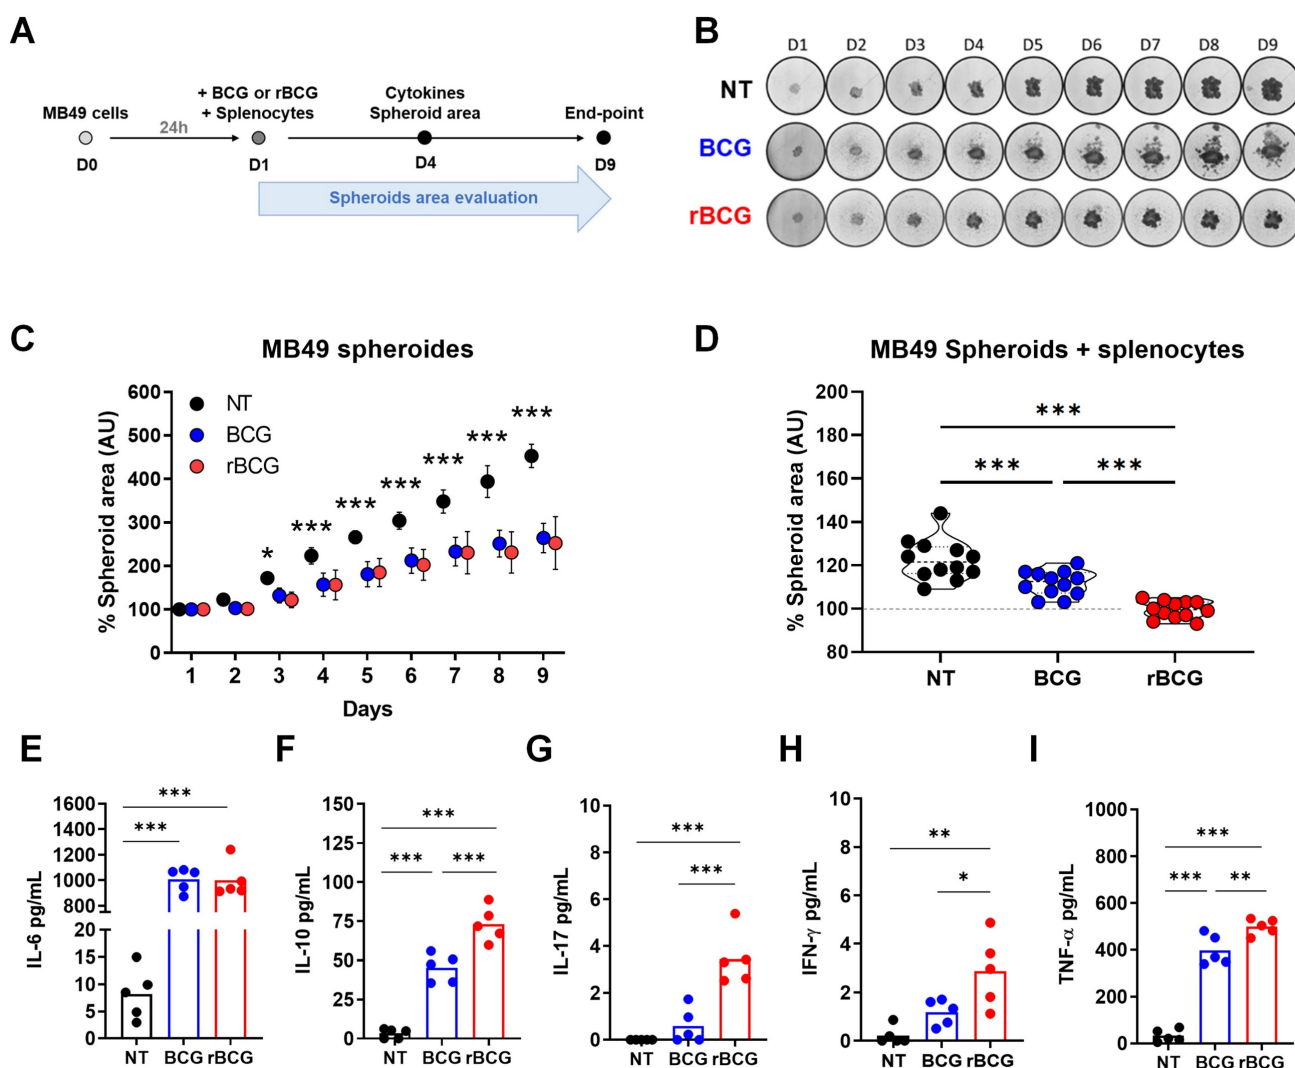 A
+ BCG or rBCG
Cytokines
MB49 cells
24h
+ Splenocytes
Spheroid area
End-point
D0
D1
D4
D9
Spheroids area evaluation
B
D1 D2 D3 D4 D5 D6 D7 D8 D9
NT
BCG
rBCG
C
MB49 spheroides
% Spheroid area (AU)
600
500
400
300
200
100
0
NT
BCG
rBCG
*
***
***
***
***
***
***
1 2 3 4 5 6 7 8 9
Days
D
MB49 Spheroids + splenocytes
% Spheroid area (AU)
200
180
160
140
120
100
80
***
*** ***
NT BCG rBCG
E
IL-6 pg/mL
1600
1400
1200
1000
800
20
15
10
5
0
***
***
NT BCG rBCG
F
IL-10 pg/mL
150
125
100
75
50
25
0
***
*** ***
NT BCG rBCG
G
IL-17 pg/mL
10
8
6
4
2
0
***
***
NT BCG rBCG
H
IFN-γ pg/mL
10
8
6
4
2
0
**
*
NT BCG rBCG
I
TNF-α pg/mL
1000
800
600
400
200
0
***
*** **
NT BCG rBCG